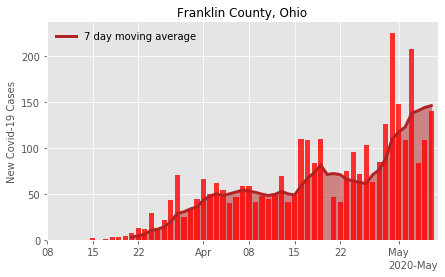 Franklin County, Ohio
7 day moving average
New Covid-19 Cases
200
150
100
50
0
08
15
22
Apr
08
15
22
May
2020-May